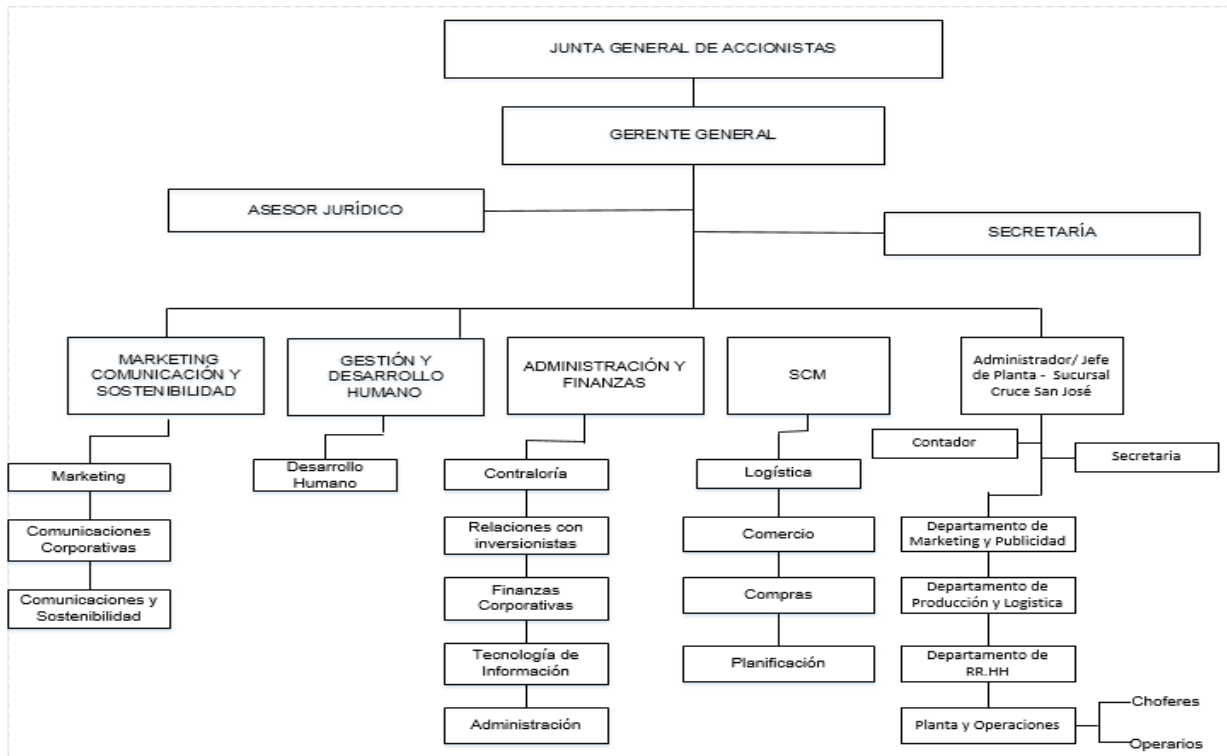 JUNTA GENERAL DE ACCIONISTAS
GERENTE GENERAL
ASESOR JURÍDICO
SECRETARÍA
MARKETING
COMUNICACIÓN Y
SOSTENIBILIDAD
GESTIÓN Y
DESARROLLO
HUMANO
ADMINISTRACIÓN Y
FINANZAS
SCM
Administrador/ Jefe
de Planta - Sucursal
Cruce San José
Contador
Secretaria
Marketing
Comunicaciones
Corporativas
Comunicaciones y
Sostenibilidad
Desarrollo
Humano
Contraloría
Relaciones con
inversionistas
Finanzas
Corporativas
Tecnología de
Información
Administración
Logística
Comercio
Compras
Planificación
Departamento de
Marketing y Publicidad
Departamento de
Producción y Logistica
Departamento de
RR.HH
Planta y Operaciones
Choferes
Operarios